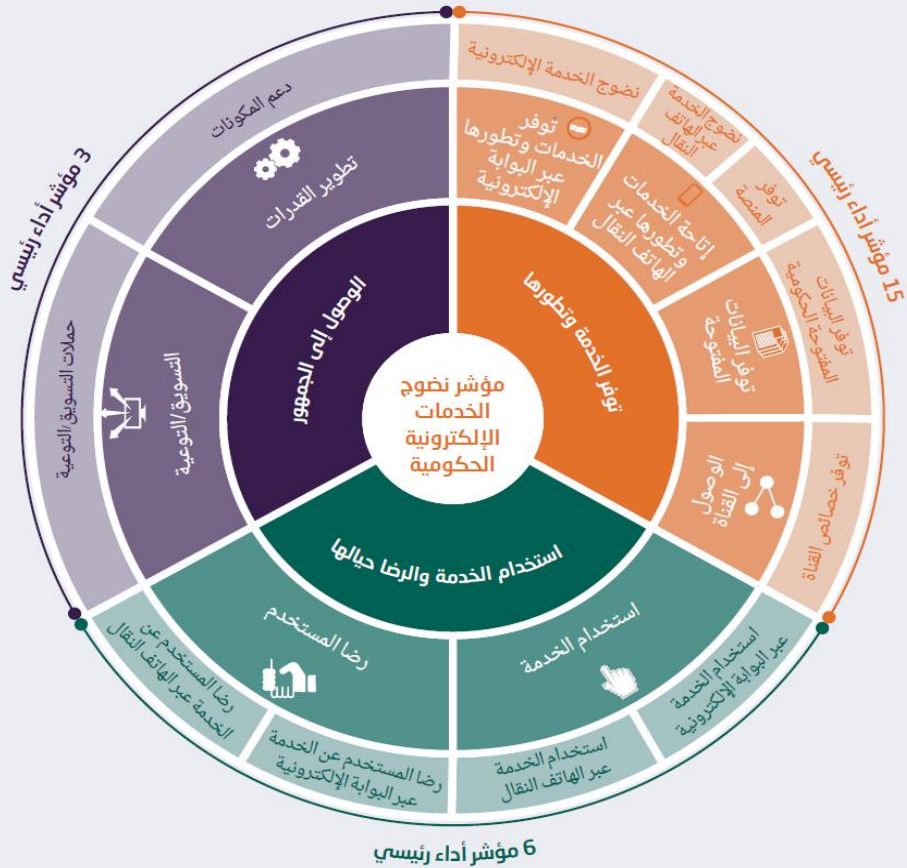 مؤشر نضوج
الخدمات
الإلكترونية
الحكومية
توفر الخدمة وتطورها
توفر
الخدمات وتطورها
عبر البوابة
الإلكترونية
إتاحة الخدمات
وتطورها عبر
الهاتف النقال
توفر البيانات
المفتوحة
الوصول
إلى القناة
نضوج الخدمة الإلكترونية
نضوج الخدمة
عبر الهاتف
النقال
توفر
المنصة
توفر البيانات
المفتوحة الحكومية
توفر خصائص القناة
15 مؤشر أداء رئيسي
استخدام الخدمة والرضا حيالها
استخدام الخدمة
رضا المستخدم
استخدام الخدمة
عبر البوابة الإلكترونية
استخدام الخدمة
عبر الهاتف النقال
رضا المستخدم عن الخدمة
عبر البوابة الإلكترونية
رضا المستخدم عن
الخدمة عبر الهاتف النقال
6 مؤشر أداء رئيسي
الوصول إلى الجمهور
التسويق/التوعية
تطوير القدرات
حملات التسويق/التوعية
دعم المكونات
3 مؤشر أداء رئيسي